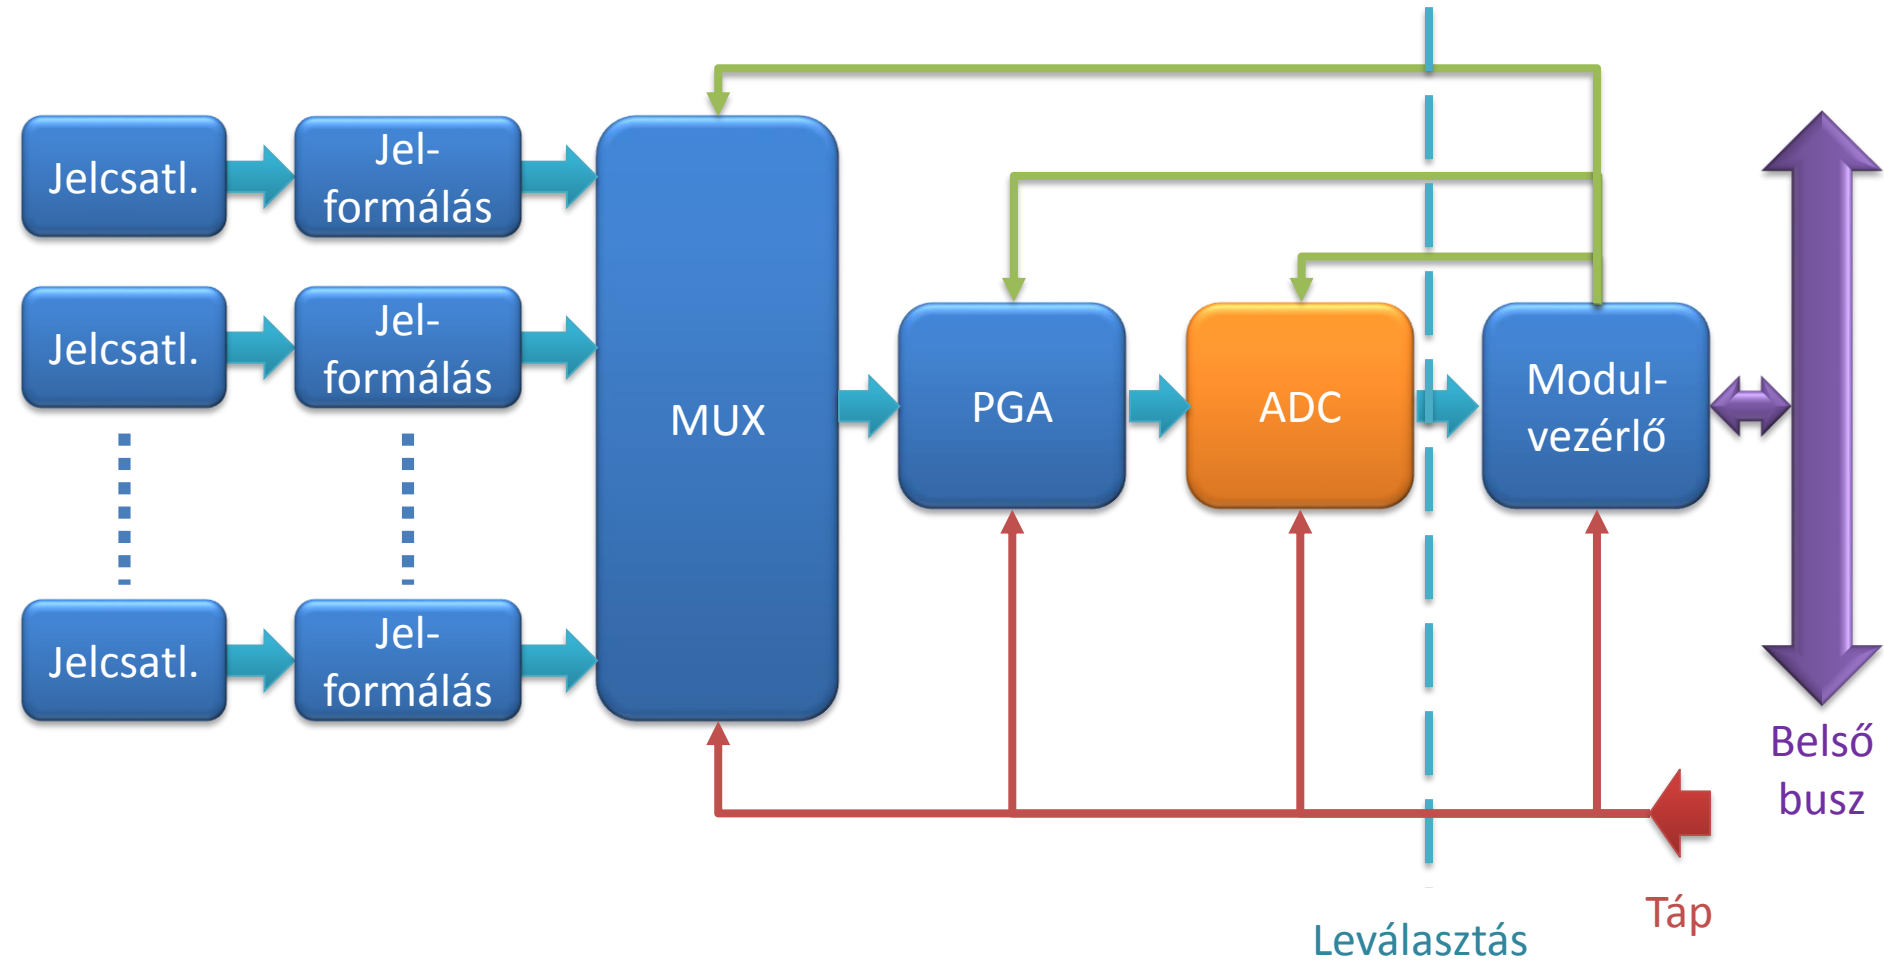 Jelcsatl.
Jel-
formálás
Jelcsatl.
Jel-
formálás
Jelcsatl.
Jel-
formálás
MUX
PGA
ADC
Modul-
vezérlő
Belső
busz
Táp
Leválasztás